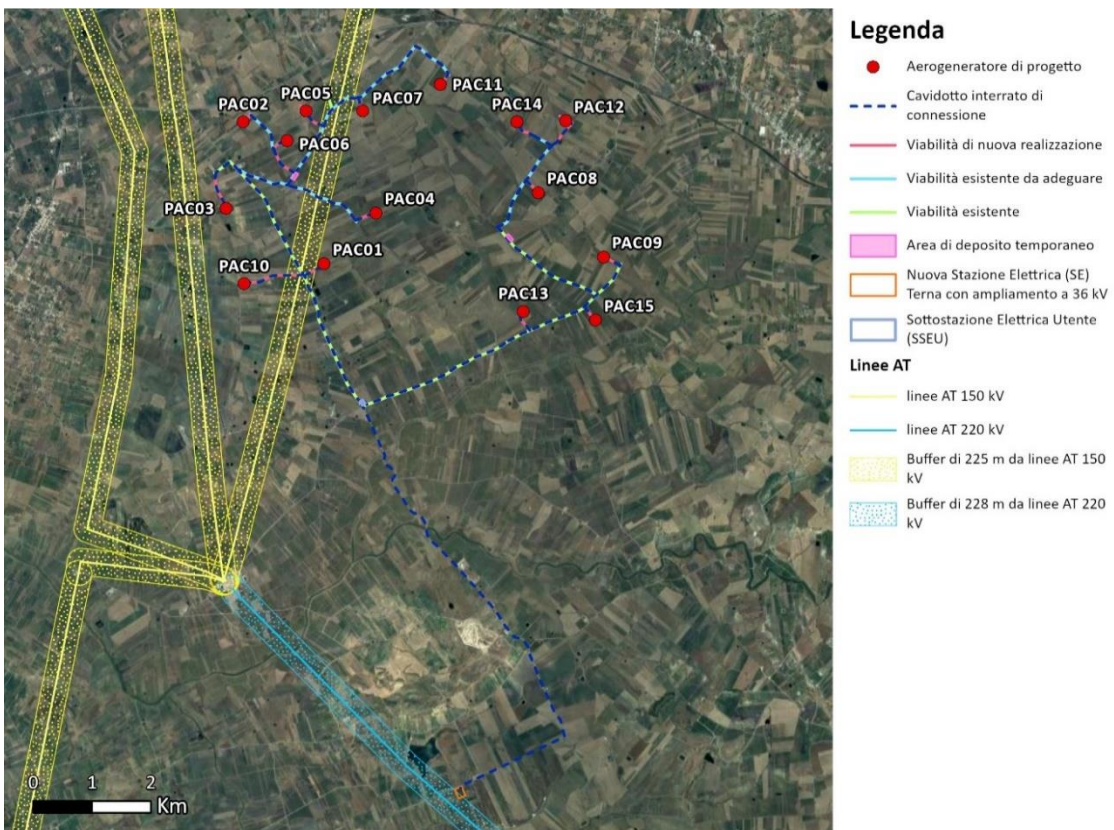 PAC11
PAC05
PAC02
PAC07
PAC14
PAC12
PAC06
PAC08
PAC03
PAC04
PAC09
PAC01
PAC10
PAC13
PAC15
0 1 2
Km
Legenda
Aerogeneratore di progetto
Cavidotto interrato di
connessione
Viabilità di nuova realizzazione
Viabilità esistente da adeguare
Viabilità esistente
Area di deposito temporaneo
Nuova Stazione Elettrica (SE)
Terna con ampliamento a 36 kV
Sottostazione Elettrica Utente
(SSEU)
Linee AT
linee AT 150 kV
linee AT 220 kV
Buffer di 225 m da linee AT 150
kV
Buffer di 228 m da linee AT 220
kV